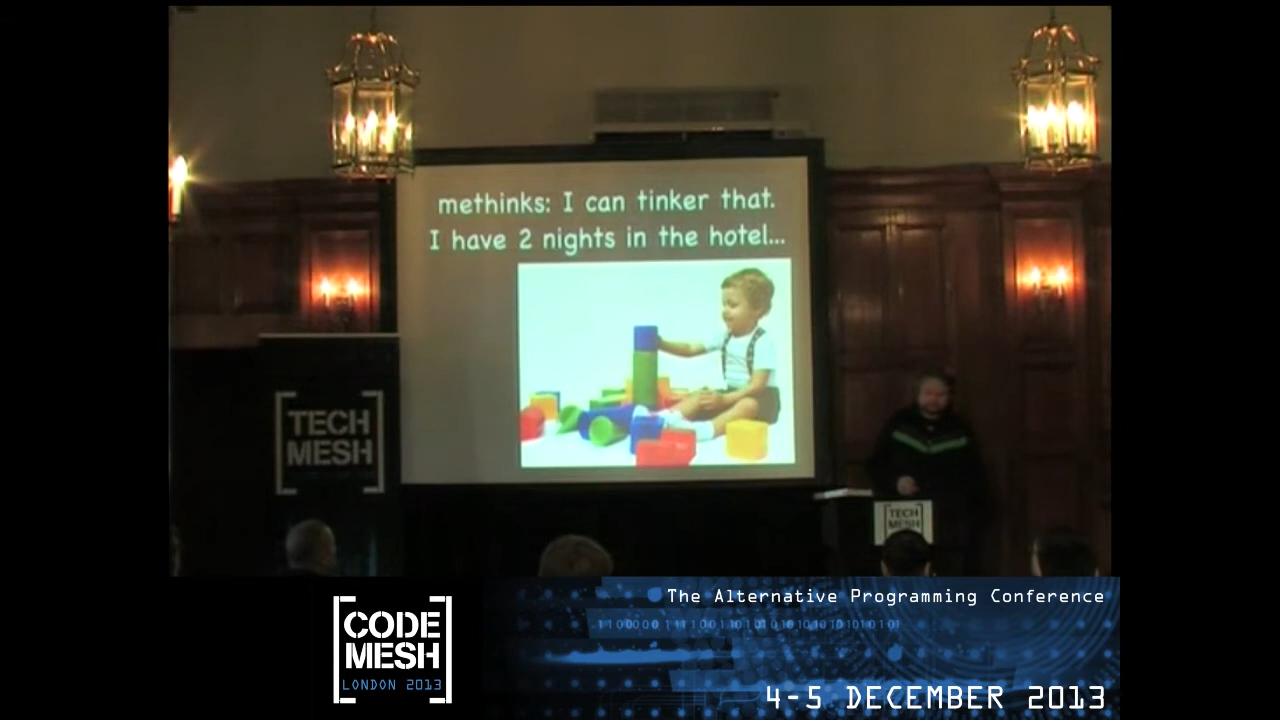 methinks: I can tinker that.
I have 2 nights in the hotel...
TECH
MESH
TECH
MESH
CODE
MESH
LONDON 2013
The Alternative Programming Conference
4-5 DECEMBER 2013